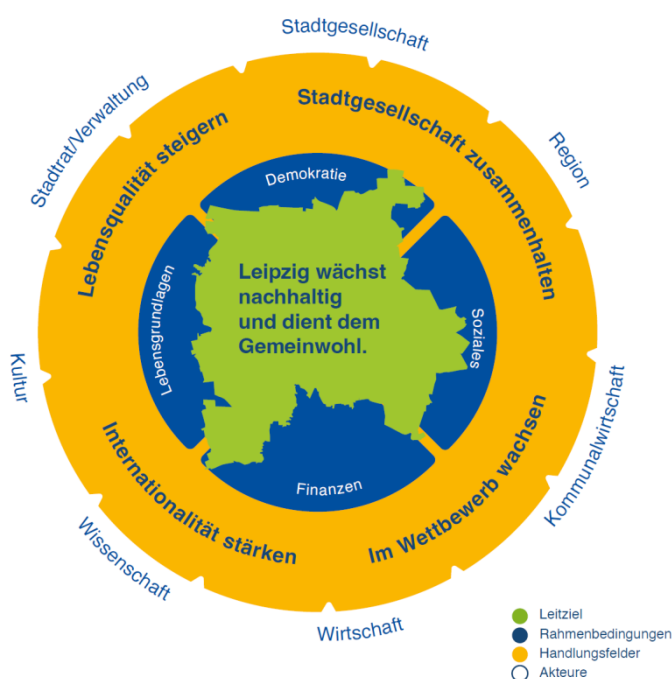 Stadtgesellschaft
Region
Kommunalwirtschaft
Wirtschaft
Wissenschaft
Kultur
Stadtrat/Verwaltung
Lebensqualität steigern
Stadtgesellschaft zusammenhalten
Im Wettbewerb wachsen
Internationalität stärken
Demokratie
Soziales
Finanzen
Lebensgrundlagen
Leipzig wächst
nachhaltig
und dient dem
Gemeinwohl.
Leitziel
Rahmenbedingungen
Handlungsfelder
Akteure